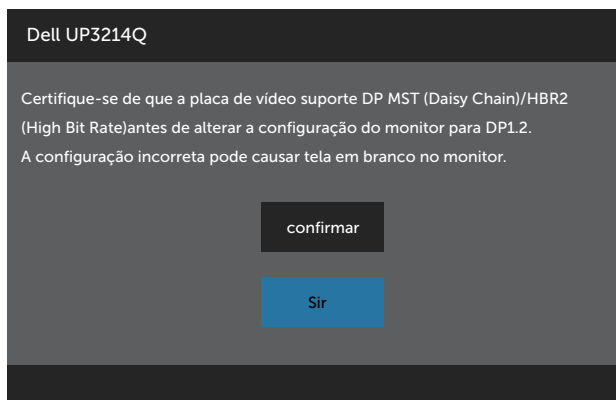 Dell UP3214Q
Certifique-se de que a placa de vídeo suporte DP MST (Daisy Chain)/HBR2
(High Bit Rate)antes de alterar a configuração do monitor para DP1.2.
A configuração incorreta pode causar tela em branco no monitor.
confirmar
Sir